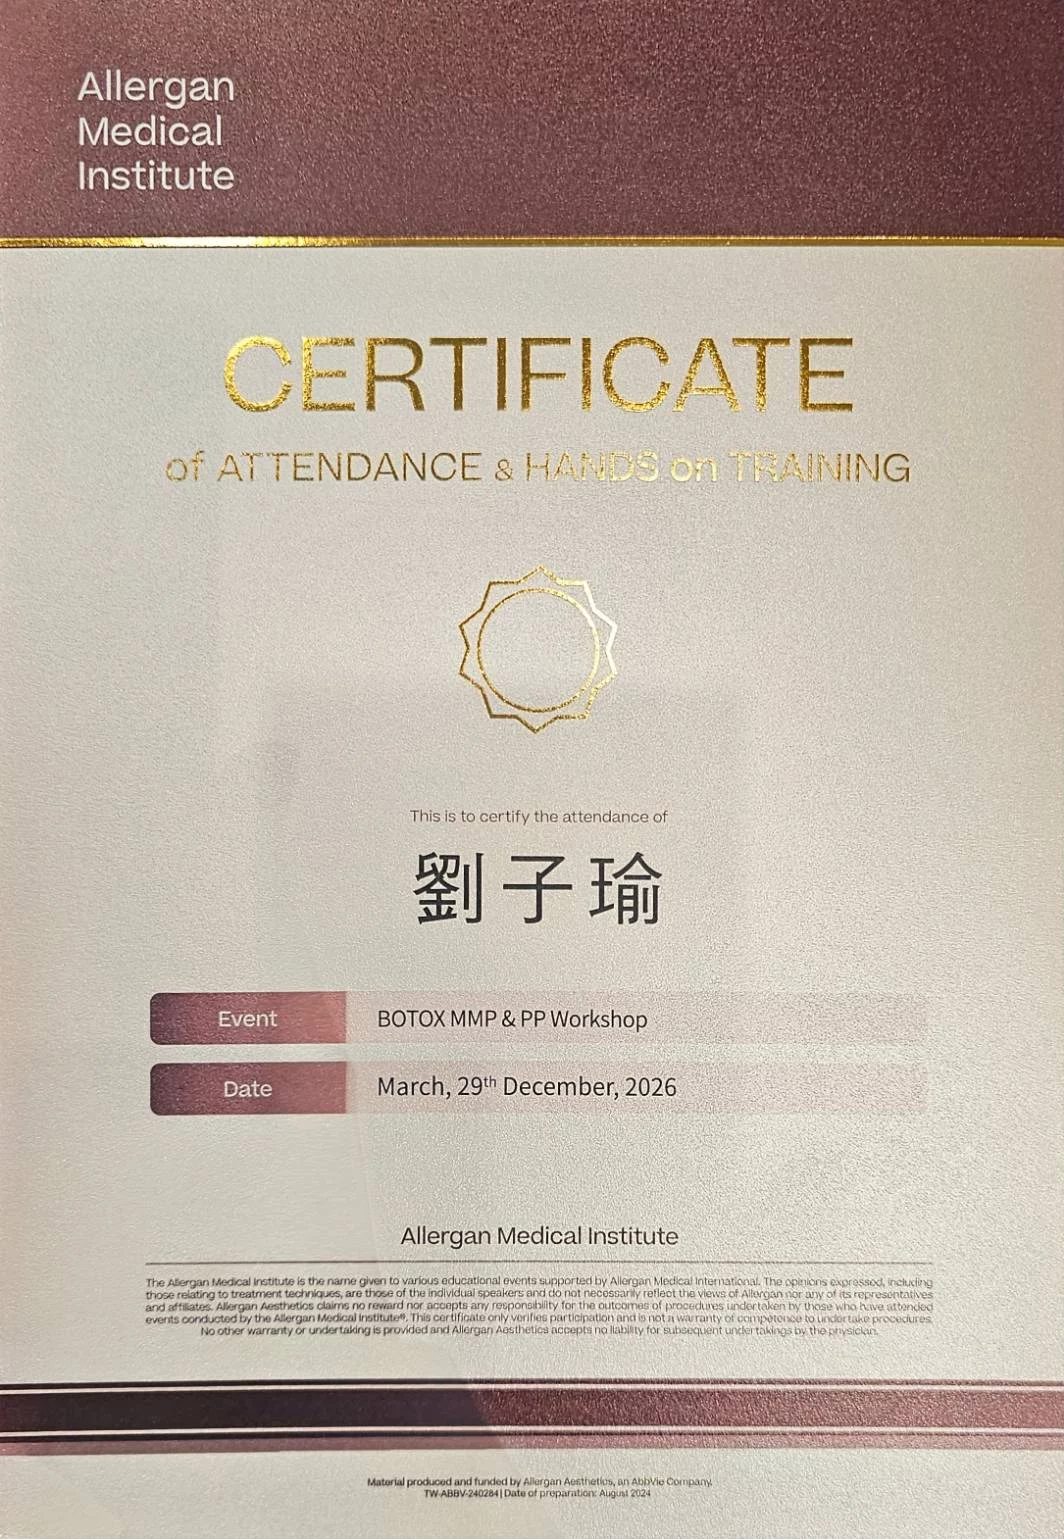 Allergan
Medical
Institute
CERTIFICATE
of ATTENDANCE & HANDS on TRAINING
This is to certify the attendance of
劉子瑜
Event BOTOX MMP & PP Workshop
Date March, 29th December, 2026
Allergan Medical Institute
The Allergan Medical Institute is the name given to various educational events supported by Allergan Medical International. The opinions expressed, including
those relating to treatment techniques, are those of the individual speakers and do not necessarily reflect the views of Allergan nor any of its representatives
and affiliates. Allergan Aesthetics claims no reward nor accepts any responsibility for the outcomes of procedures undertaken by those who have attended
events conducted by the Allergan Medical Institute®. This certificate only verifies participation and is not a warranty of competence to undertake procedures.
No other warranty or undertaking is provided and Allergan Aesthetics accepts no liability for subsequent undertakings by the physician.
Material produced and funded by Allergan Aesthetics, an AbbVie Company.
TW-ABBV-240284 | Date of preparation: August 2024